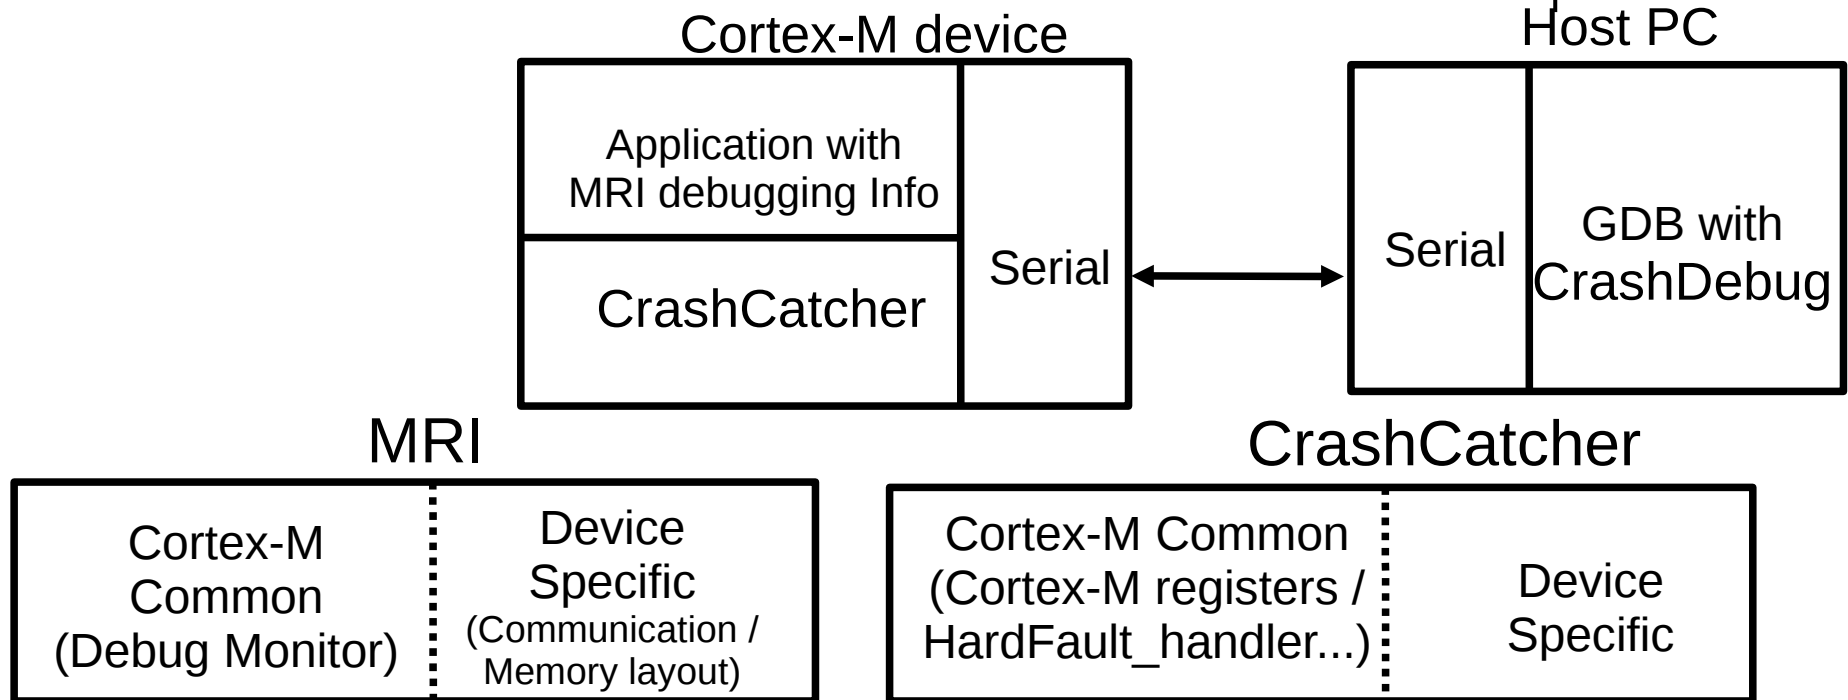 Cortex-M device
Host PC
Application with
MRI debugging Info
CrashCatcher
Serial
Serial
GDB with
CrashDebug
MRI
CrashCatcher
Cortex-M
Common
(Debug Monitor)
Device
Specific
(Communication /
Memory layout)
Cortex-M Common
(Cortex-M registers /
HardFault_handler...)
Device
Specific